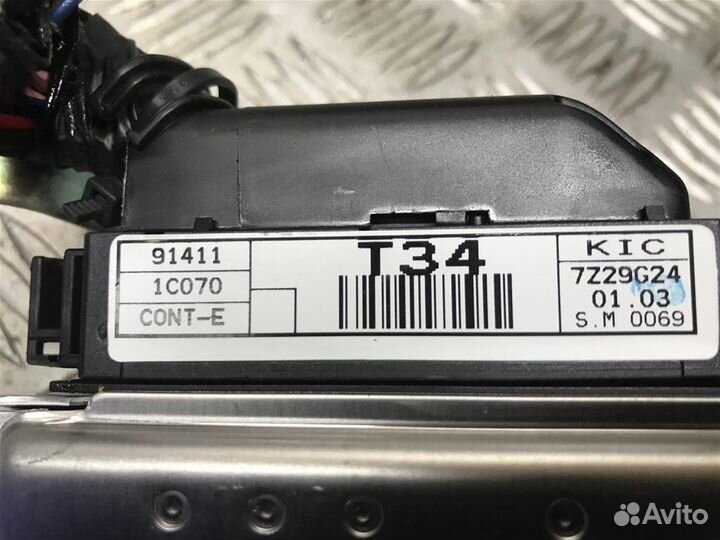 91411
1C070
CONT-E
T34
KIC
7Z29G24
01.03
S.M 0069
Avito